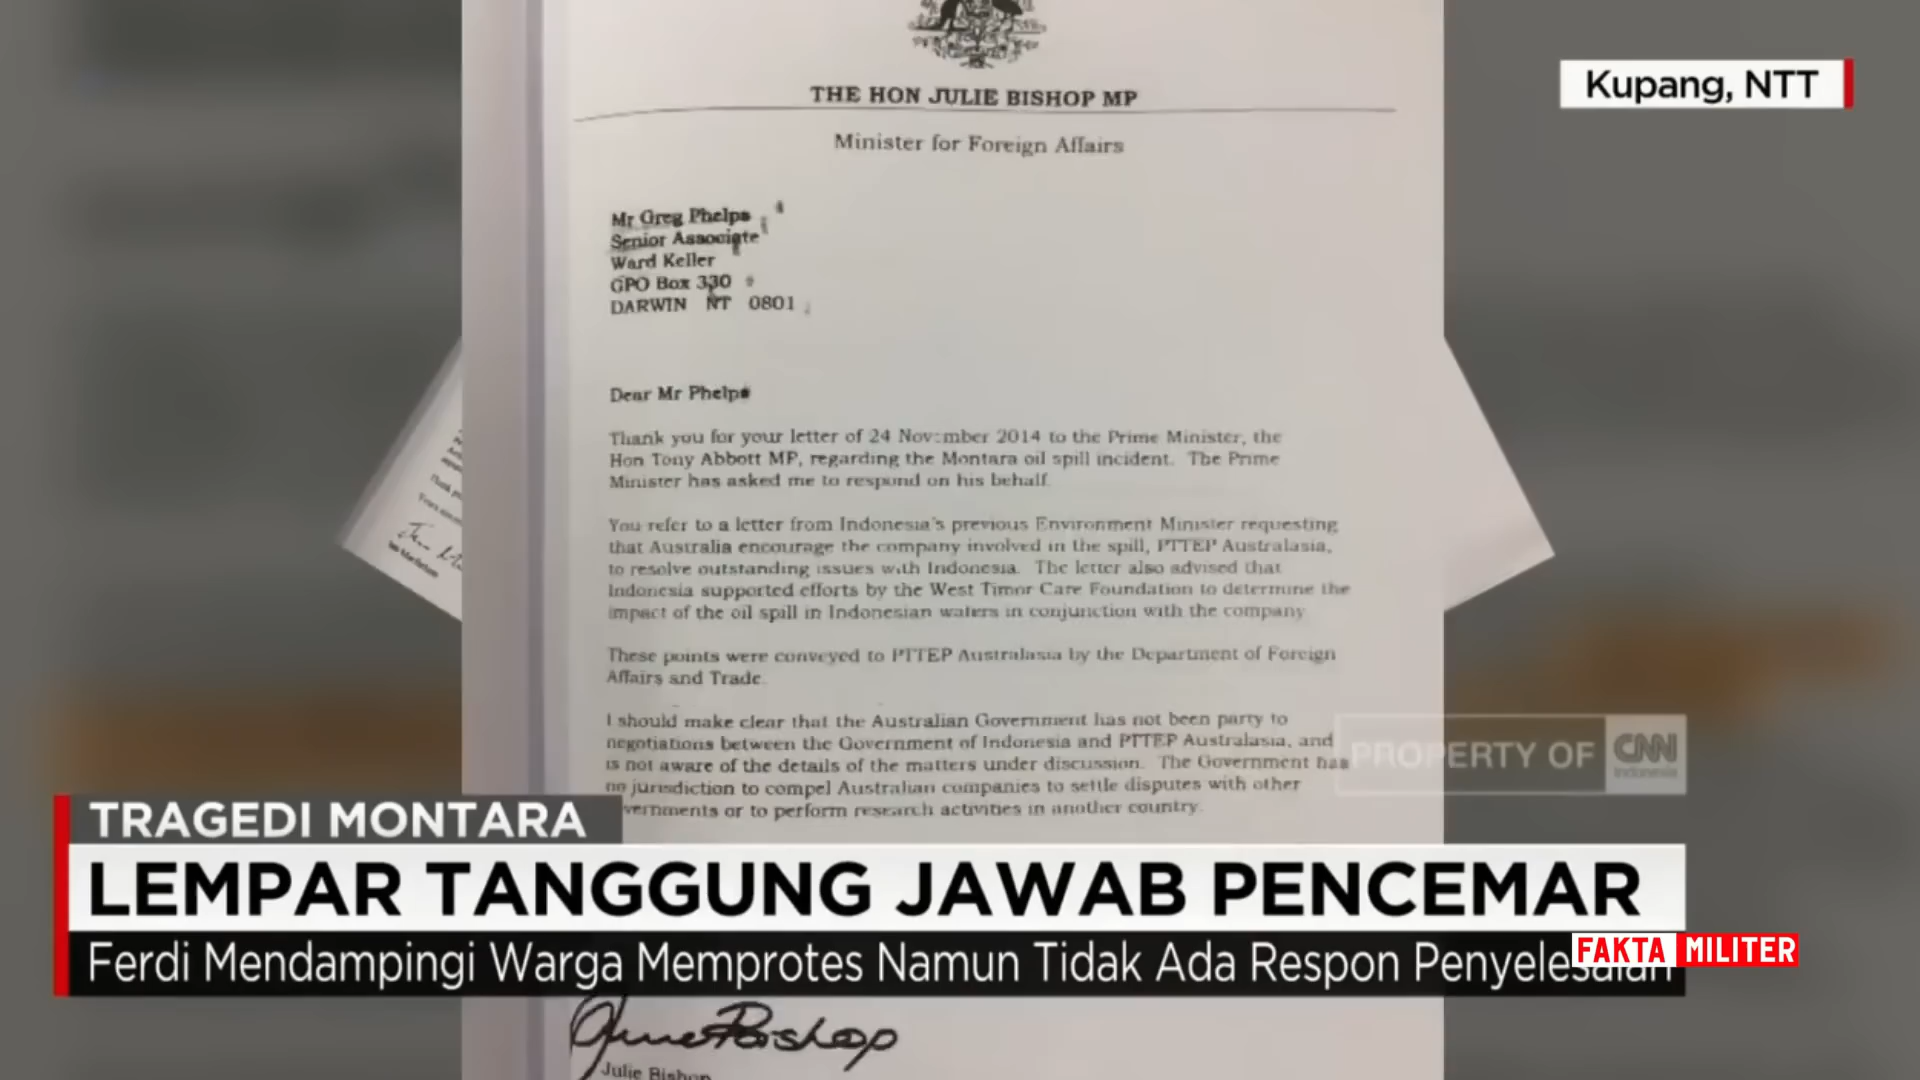 THE HON JULIE BISHOP MP
Minister for Foreign Affairs
Kupang, NTT
Mr Greg Phelps
Senior Associate
Ward Keller
GPO Box 330
DARWIN NT 0801
Dear Mr Phelps
Thank you for your letter of 24 November 2014 to the Prime Minister, the
Hon Tony Abbott MP, regarding the Montara oil spill incident. The Prime
Minister has asked me to respond on his behalf.
You refer to a letter from Indonesia's previous Environment Minister requesting
that Australia encourage the company involved in the spill, PTTEP Australasia,
to resolve outstanding issues with Indonesia. The letter also advised that
Indonesia supported efforts by the West Timor Care Foundation to determine the
impact of the oil spill in Indonesian waters in conjunction with the company
These points were conveyed to PTTEP Australasia by the Department of Foreign
Affairs and Trade.
I should make clear that the Australian Government has not been party to
negotiations between the Government of Indonesia and PTTEP Australasia, and
is not aware of the details of the matters under discussion. The Government has
no jurisdiction to compel Australian companies to settle disputes with other
vernments or to perform research activities in another country.
PROPERTY OF CNN Indonesia
TRAGEDI MONTARA
LEMPAR TANGGUNG JAWAB PENCEMAR
Ferdi Mendampingi Warga Memprotes Namun Tidak Ada Respon Penyelesaian
FAKTA MILITER
Julie Bishop
Julie Bishop